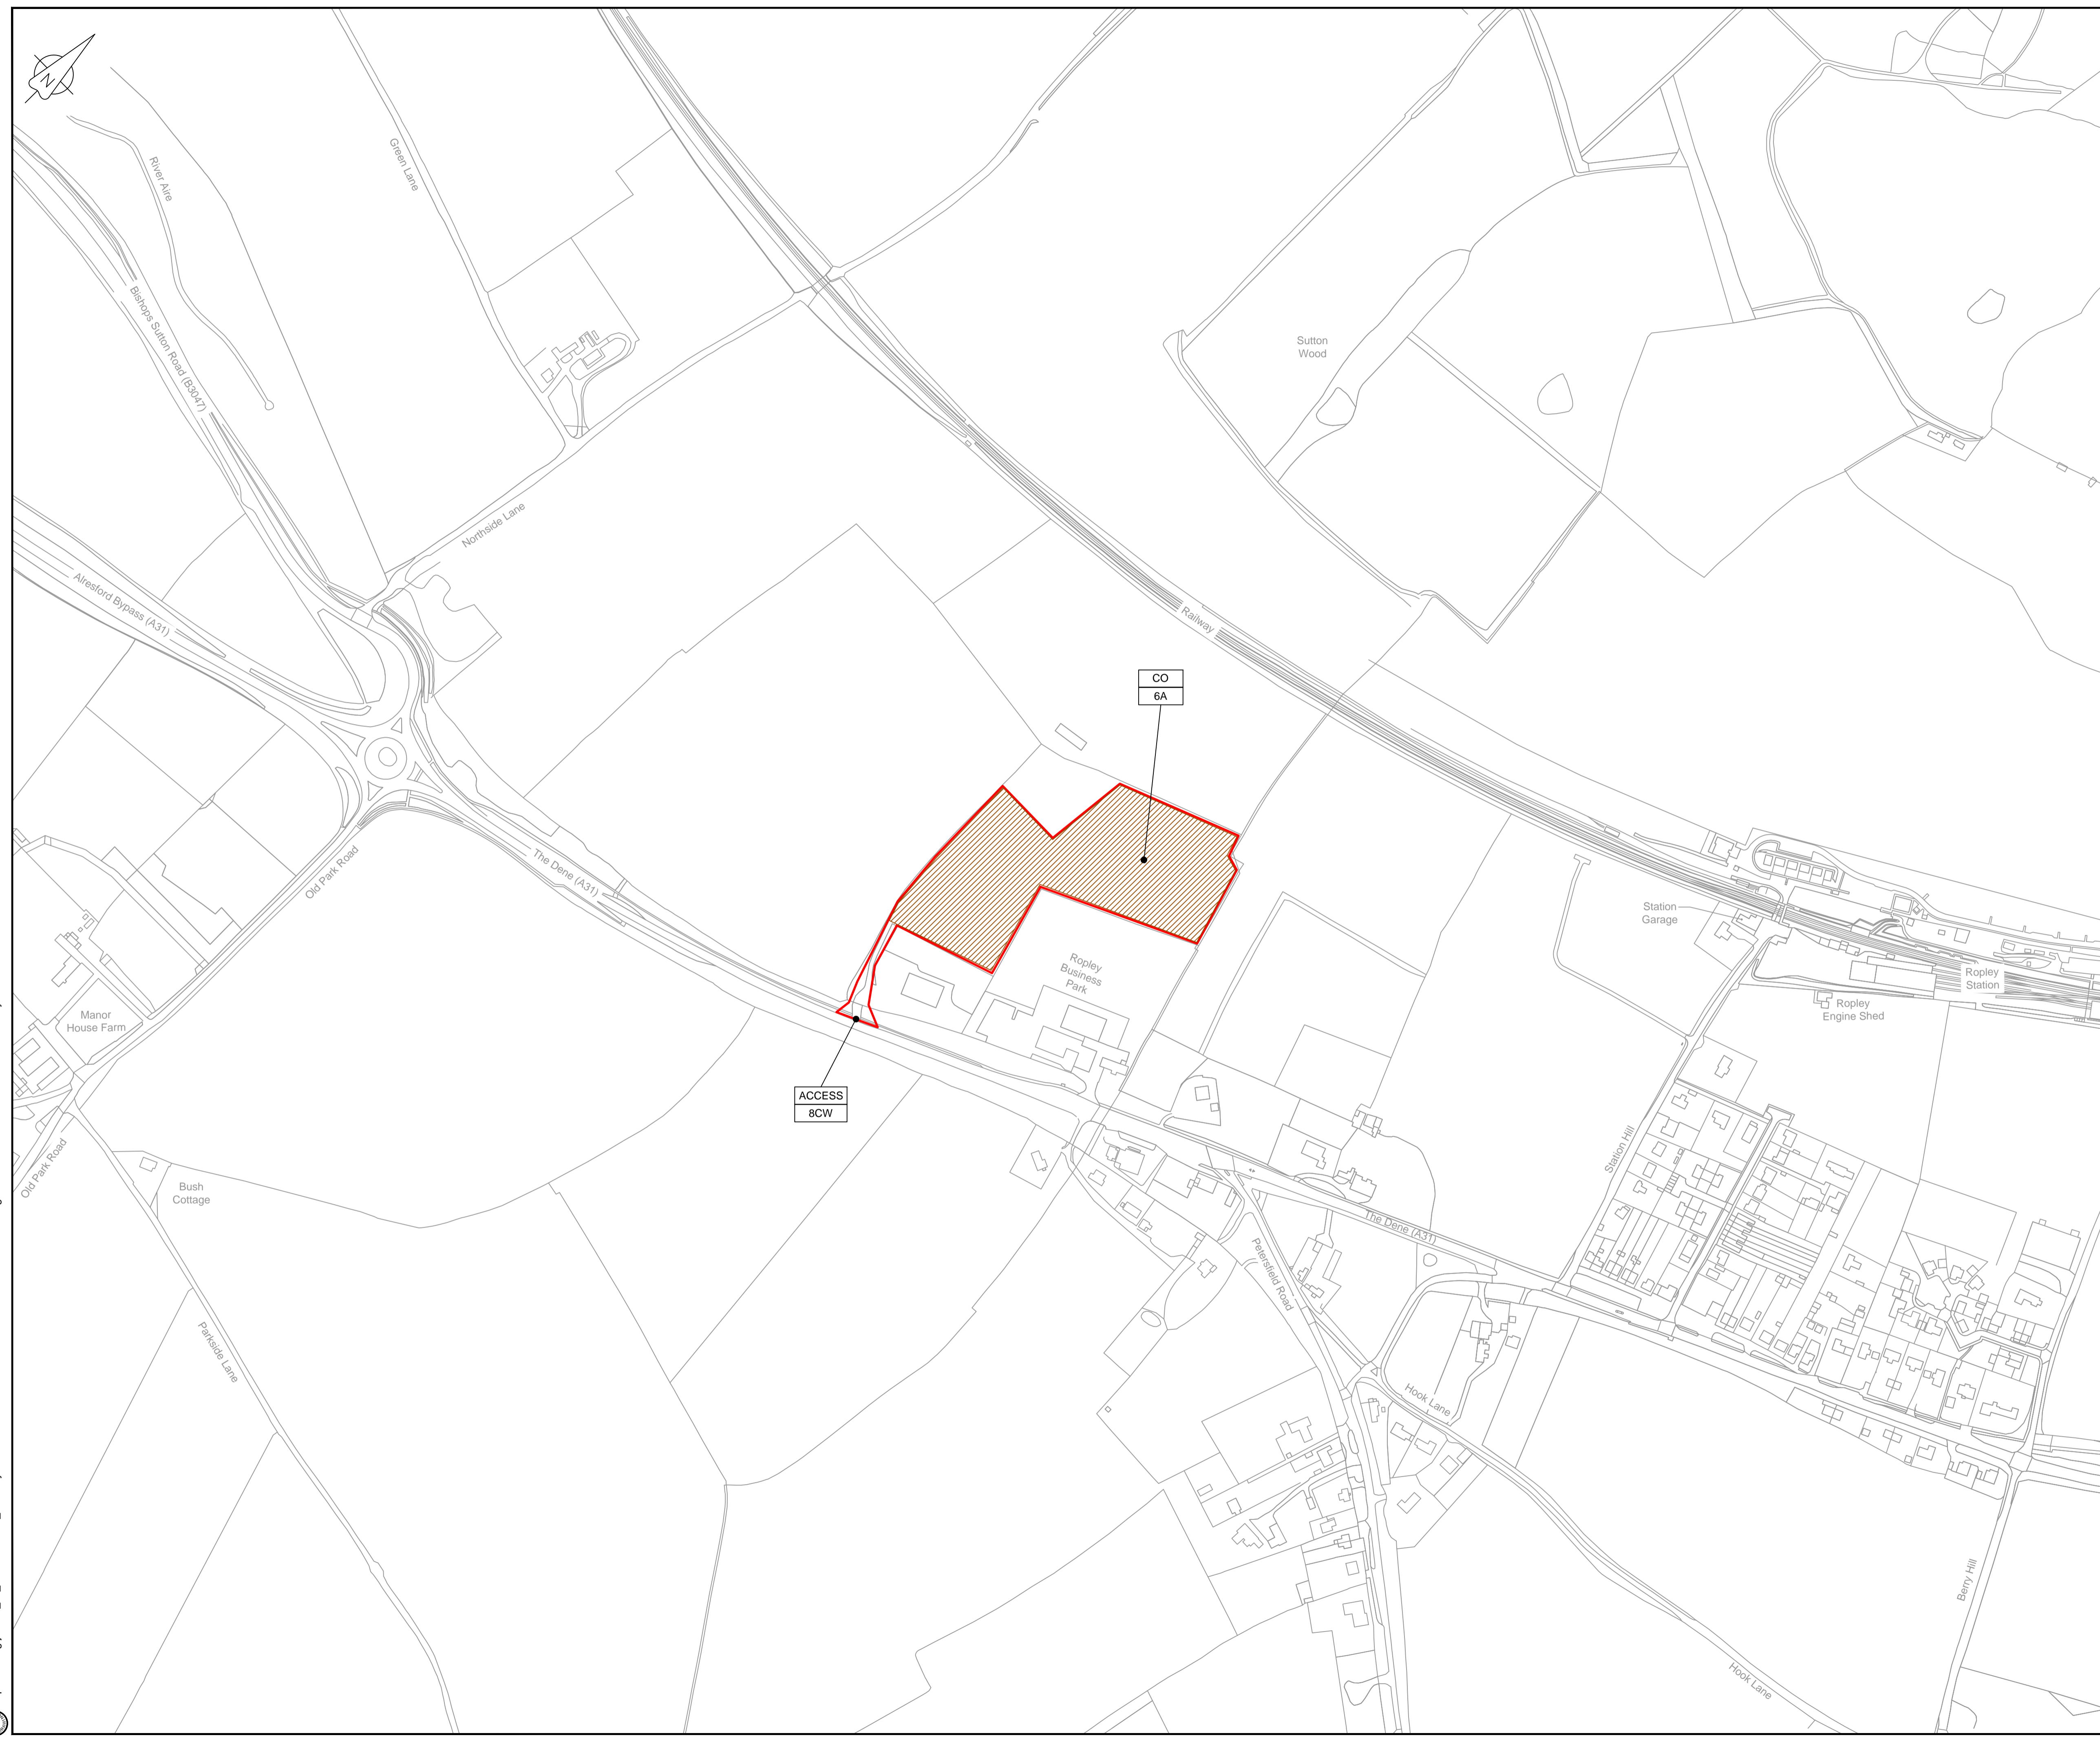 N
River Aire
Green Lane
Bishops Sutton Road (B3047)
Sutton
Wood
Northside Lane
Alresford Bypass (A31)
Railway
CO
6A
The Dene (A31)
Old Park Road
Station
Garage
Ropley
Business
Park
Ropley
Station
Ropley
Engine Shed
Manor
House Farm
ACCESS
8CW
Old Park Road
Bush
Cottage
Station Hill
The Dene (A31)
Petersfield Road
Parkside Lane
Hook Lane
Berry Hill
Hook Lane